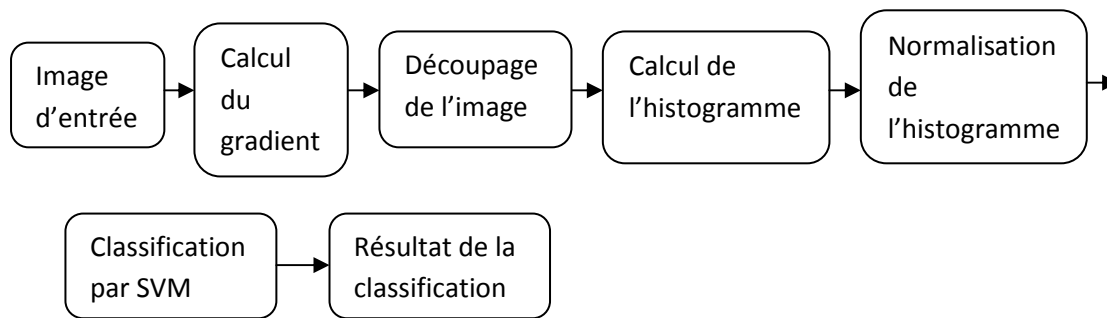 Image
d’entrée
Calcul
du
gradient
Découpage
de l’image
Calcul de
l’histogramme
Normalisation
de
l’histogramme
Classification
par SVM
Résultat de la
classification